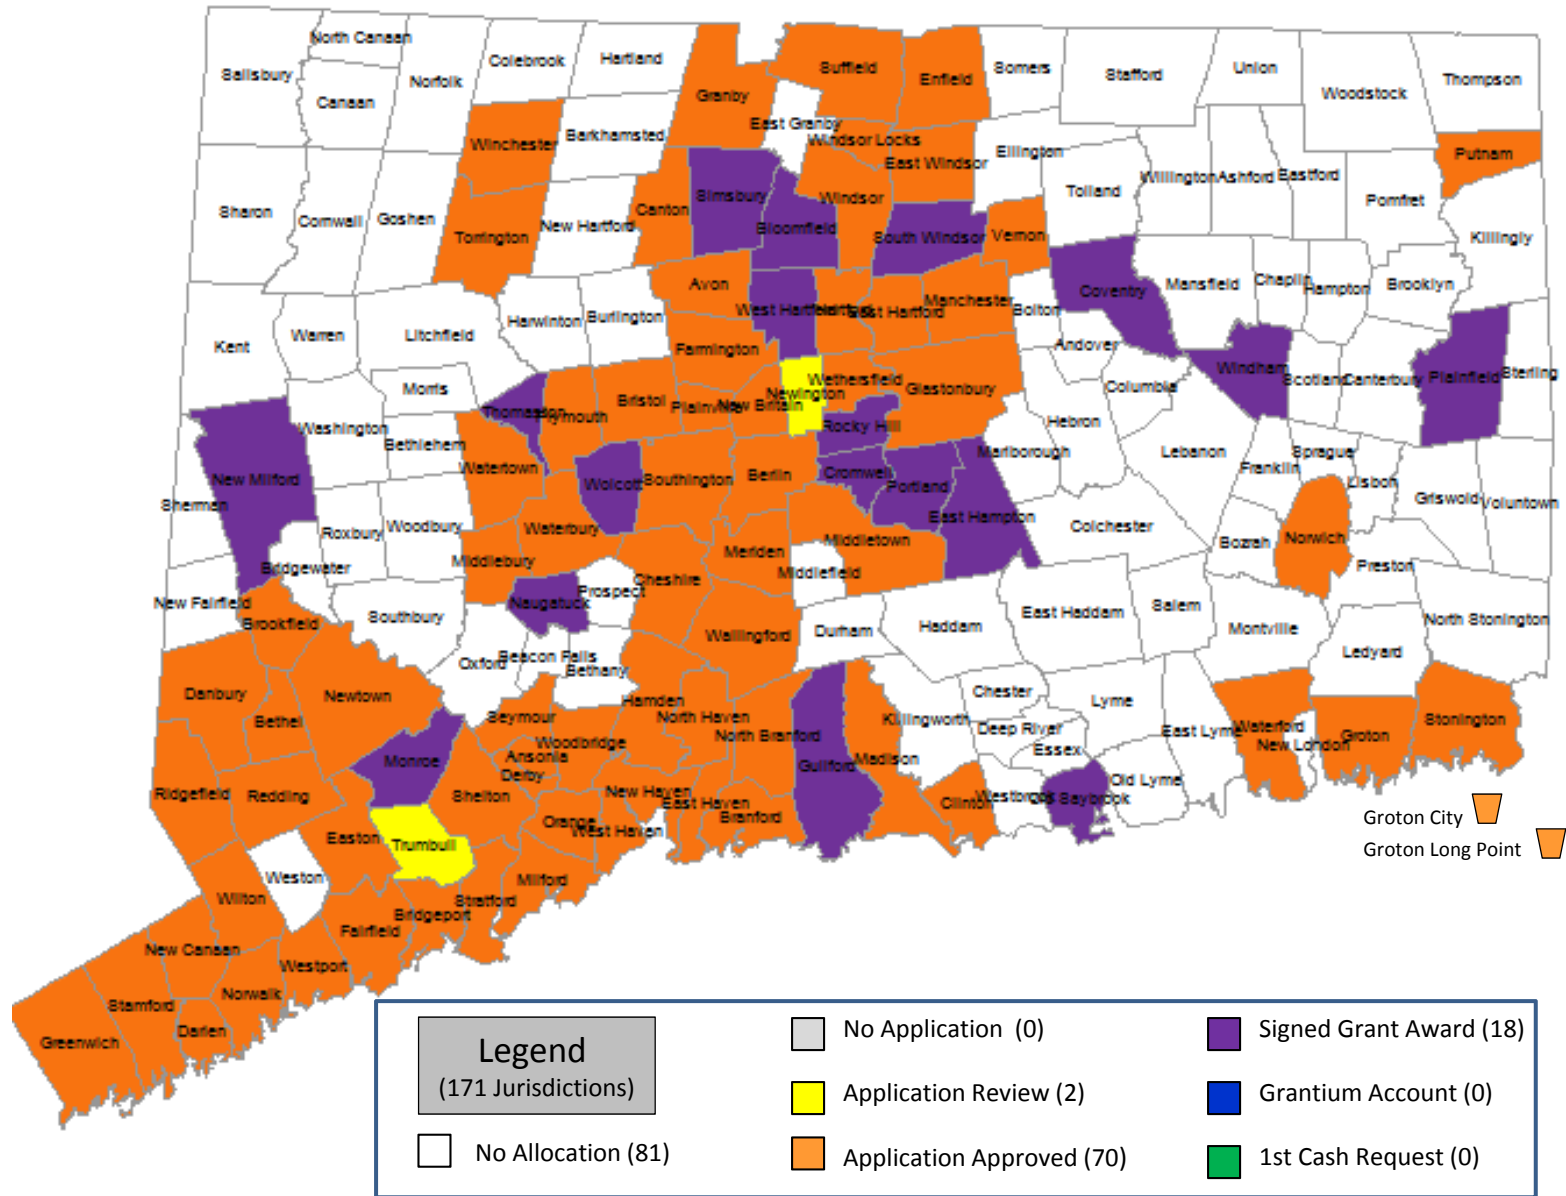 North Canaan
Colebrook
Hartland
Salisbury
Norfolk
Canaan
Suffield
Enfield
Somers
Stafford
Union
Woodstock
Thompson
Granby
East Granby
Barkhamsted
Winchester
Windsor Locks
East Windsor
Ellington
Putnam
Tolland
Willington
Ashford
Eastford
Pomfret
Sharon
Cornwall
Goshen
Torrington
New Hartford
Canton
Simsbury
Bloomfield
Windsor
South Windsor
Vernon
Killingly
Avon
West Hartford
East Hartford
Manchester
Bolton
Coventry
Mansfield
Chaplin
Hampton
Brooklyn
Kent
Warren
Litchfield
Harwinton
Burlington
Farmington
Andover
Columbia
Windham
Scotland
Canterbury
Plainfield
Sterling
Morris
Thomaston
Plymouth
Bristol
Plainville
New Britain
Newington
Wethersfield
Glastonbury
Rocky Hill
Hebron
Marlborough
Washington
Bethlehem
Watertown
Wolcott
Southington
Berlin
Cromwell
Portland
East Hampton
Lebanon
Franklin
Sprague
Lisbon
Griswold
Voluntown
New Milford
Sherman
Roxbury
Woodbury
Waterbury
Middlebury
Meriden
Middletown
Middlefield
Colchester
Bozrah
Norwich
Preston
Bridgewater
New Fairfield
Brookfield
Southbury
Naugatuck
Prospect
Cheshire
Wallingford
Durham
Haddam
East Haddam
Salem
Montville
North Stonington
Ledyard
Oxford
Beacon Falls
Bethany
Danbury
Bethel
Newtown
Seymour
Hamden
North Haven
North Branford
Woodbridge
Ansonia
Derby
Monroe
Shelton
Guilford
Madison
Killingworth
Chester
Deep River
Essex
Lyme
East Lyme
Waterford
New London
Groton
Stonington
Ridgefield
Redding
Easton
Trumbull
Orange
New Haven
West Haven
East Haven
Branford
Clinton
Westbrook
Old Saybrook
Old Lyme
Weston
Wilton
Milford
Stratford
Bridgeport
Fairfield
New Canaan
Westport
Norwalk
Stamford
Darien
Greenwich
Groton City
Groton Long Point
Legend
(171 Jurisdictions)
No Allocation (81)
No Application (0)
Application Review (2)
Application Approved (70)
Signed Grant Award (18)
Grantium Account (0)
1st Cash Request (0)